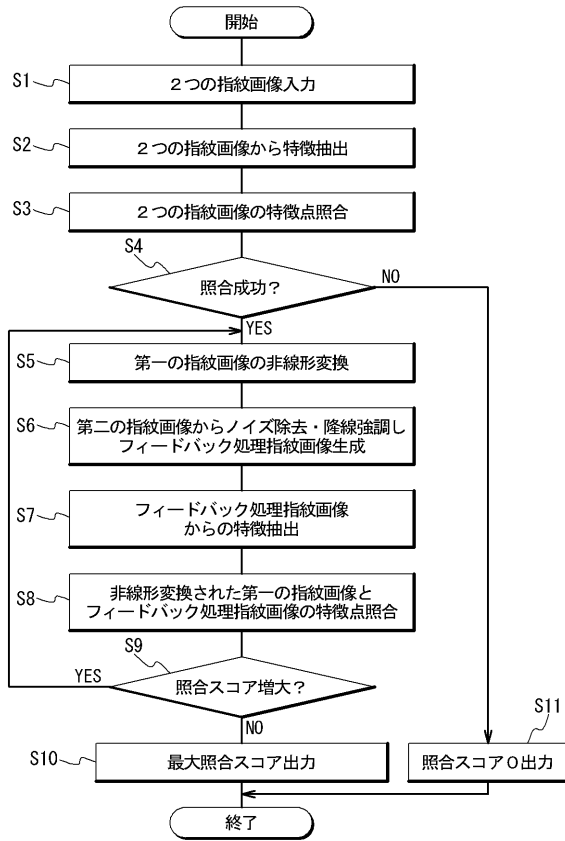 開始
S1
2つの指紋画像入力
S2
2つの指紋画像から特徴抽出
S3
2つの指紋画像の特徴点照合
S4
照合成功?
NO
YES
S5
第一の指紋画像の非線形変換
S6
第二の指紋画像からノイズ除去・隆線強調し
フィードバック処理指紋画像生成
S7
フィードバック処理指紋画像
からの特徴抽出
S8
非線形変換された第一の指紋画像と
フィードバック処理指紋画像の特徴点照合
S9
YES
照合スコア増大?
NO
S10
最大照合スコア出力
S11
照合スコア0出力
終了